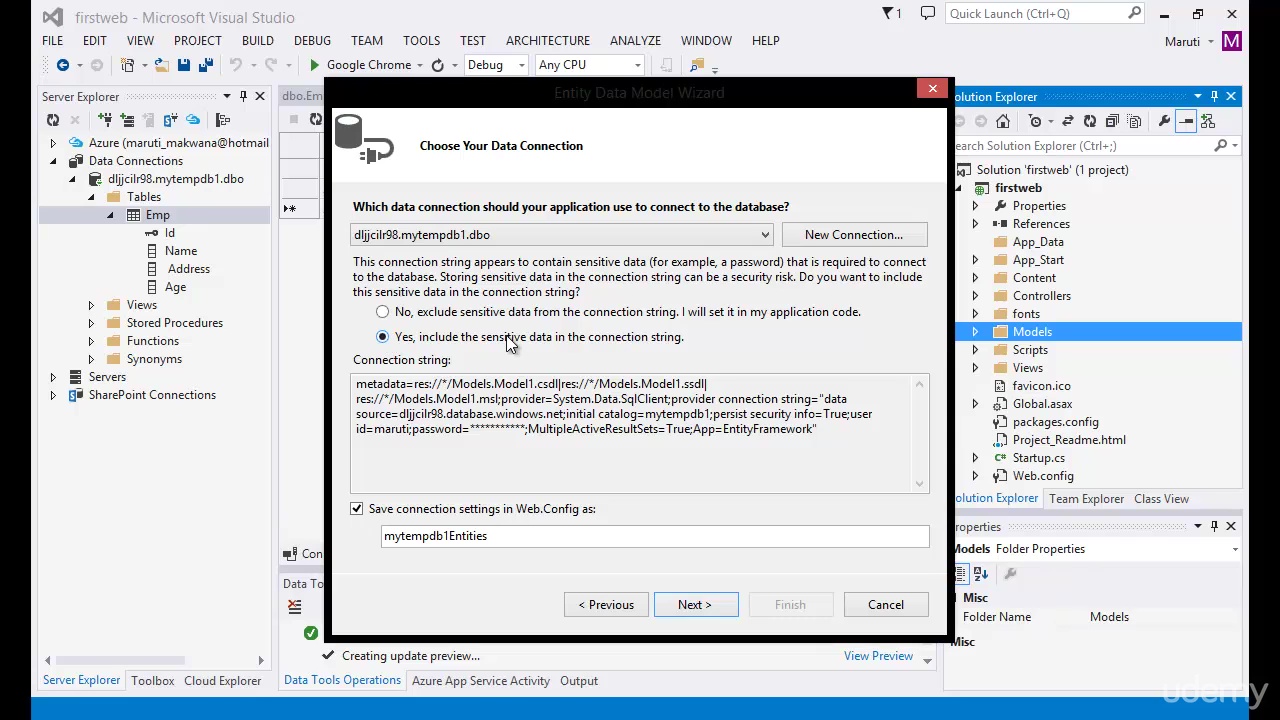 firstweb - Microsoft Visual Studio
1
Quick Launch (Ctrl+Q)
FILE EDIT VIEW PROJECT BUILD DEBUG TEAM TOOLS TEST ARCHITECTURE ANALYZE WINDOW HELP
Maruti M
Google Chrome Debug Any CPU
Server Explorer
Azure (maruti_makwana@hotmail
Data Connections
dljjcilr98.mytempdb1.dbo
Tables
Emp
Id
Name
Address
Age
Views
Stored Procedures
Functions
Synonyms
Servers
SharePoint Connections
Server Explorer Toolbox Cloud Explorer
dbo.Em
Con
Data To
Entity Data Model Wizard
Choose Your Data Connection
Which data connection should your application use to connect to the database?
dljjcilr98.mytempdb1.dbo
New Connection...
This connection string appears to contain sensitive data (for example, a password) that is required to connect
to the database. Storing sensitive data in the connection string can be a security risk. Do you want to include
this sensitive data in the connection string?
No, exclude sensitive data from the connection string. I will set it in my application code.
Yes, include the sensitive data in the connection string.
Connection string:
metadata=res://*/Models.Model1.csdl|res://*/Models.Model1.ssdl|
res://*/Models.Model1.msl;provider=System.Data.SqlClient;provider connection string="data
source=dljjcilr98.database.windows.net;initial catalog=mytempdb1;persist security info=True;user
id=maruti;password=***********;MultipleActiveResultSets=True;App=EntityFramework"
Save connection settings in Web.Config as:
mytempdb1Entities
< Previous
Next >
Finish
Cancel
Creating update preview...
View Preview
Data Tools Operations Azure App Service Activity Output
olution Explorer
earch Solution Explorer (Ctrl+;)
Solution 'firstweb' (1 project)
firstweb
Properties
References
App_Data
App_Start
Content
Controllers
fonts
Models
Scripts
Views
favicon.ico
Global.asax
packages.config
Project_Readme.html
Startup.cs
Web.config
olution Explorer Team Explorer Class View
roperties
Models Folder Properties
Misc
Folder Name Models
Misc
udemy